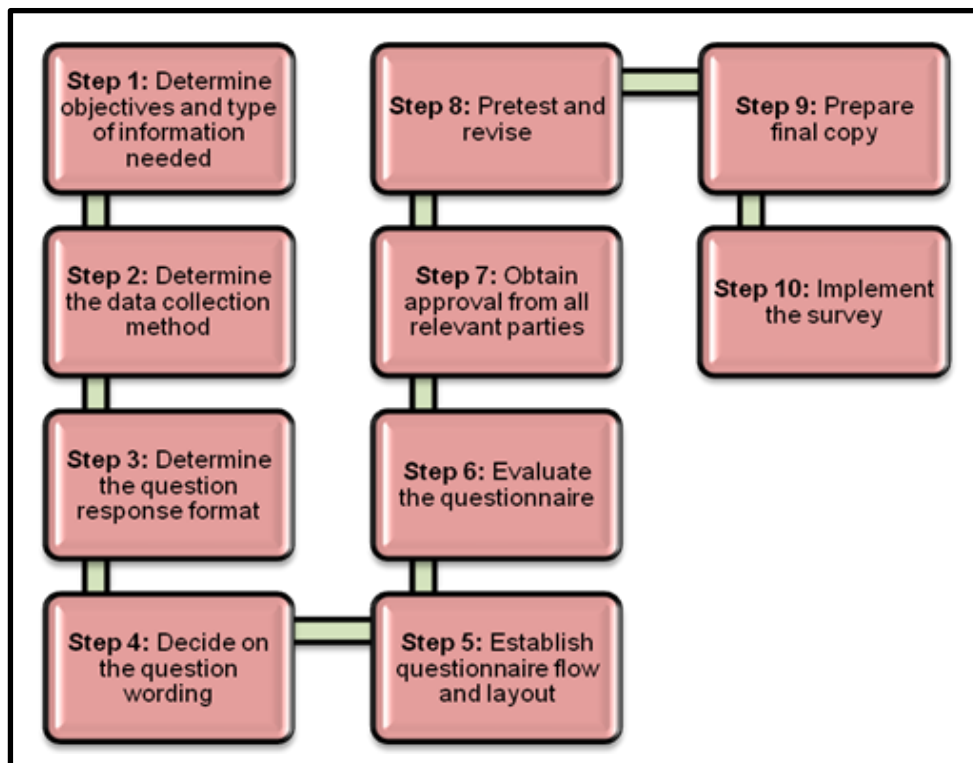 Step 1: Determine
objectives and type
of information
needed
Step 2: Determine
the data collection
method
Step 3: Determine
the question
response format
Step 4: Decide on
the question
wording
Step 5: Establish
questionnaire flow
and layout
Step 6: Evaluate
the questionnaire
Step 7: Obtain
approval from all
relevant parties
Step 8: Pretest and
revise
Step 9: Prepare
final copy
Step 10: Implement
the survey